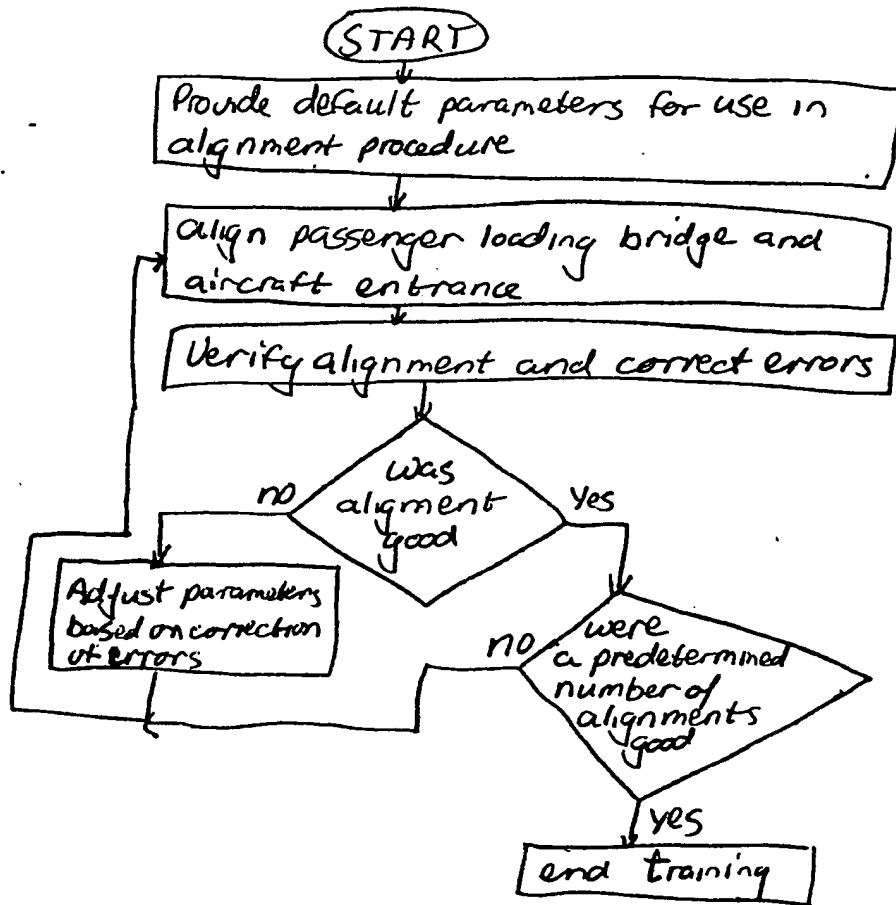 START
Provide default parameters for use in
alignment procedure
align passenger loading bridge and
aircraft entrance
Verify alignment and correct errors
was
aligment
good
no
Yes
Adjust parameters
based on correction
of errors
no
were
a predetermined
number of
alignments
good
yes
end training